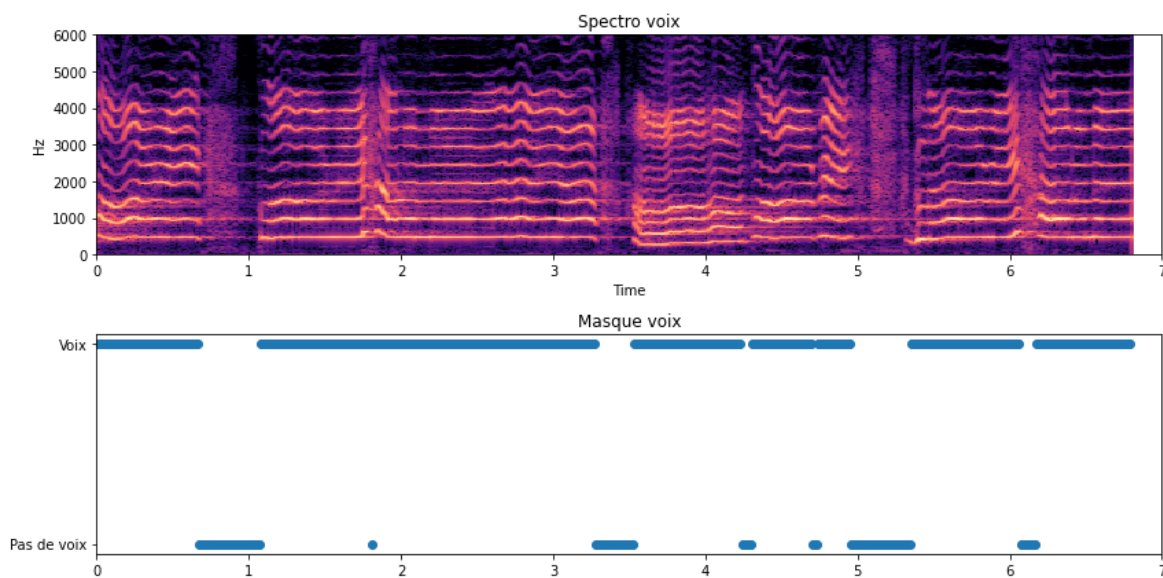 Spectro voix
6000
5000
4000
3000
2000
1000
0
Hz
0 1 2 3 4 5 6 7
Time
Masque voix
Voix
Pas de voix
0 1 2 3 4 5 6 7